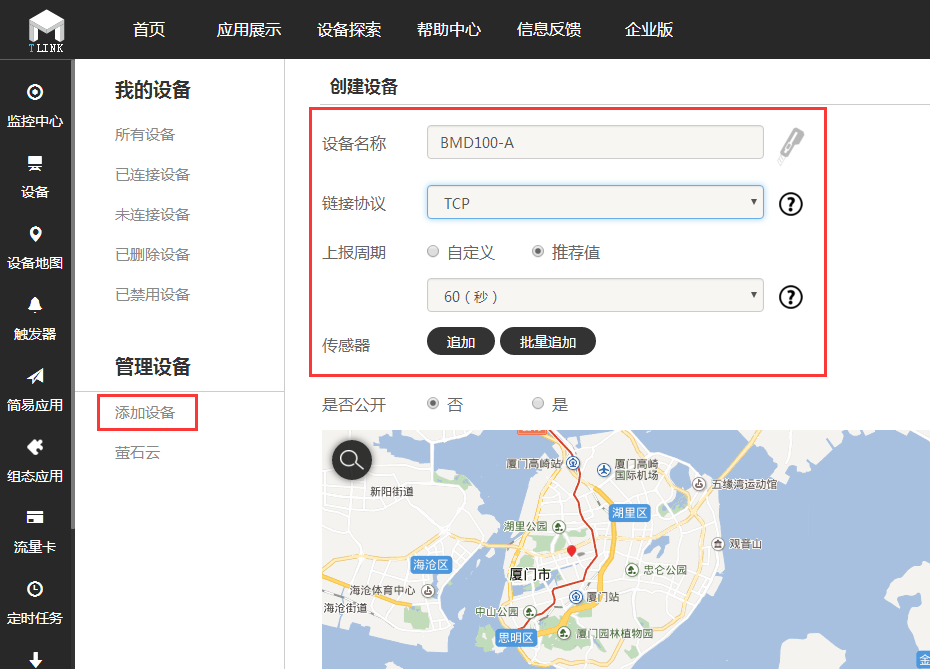 TLINK
首页
应用展示
设备探索
帮助中心
信息反馈
企业版
监控中心
设备
设备地图
触发器
简易应用
组态应用
流量卡
定时任务
我的设备
所有设备
已连接设备
未连接设备
已删除设备
已禁用设备
管理设备
添加设备
萤石云
创建设备
设备名称
BMD100-A
链接协议
TCP
?
上报周期
自定义
推荐值
60（秒）
?
传感器
追加
批量追加
是否公开
否
是
厦门高崎站
厦门高崎
国际机场
新阳街道
五缘湾运动馆
湖里区
湖里公园
观音山
海沧区
厦门市
忠仑公园
海沧体育中心
厦门站
海沧街道
中山公园
思明区
厦门园林植物园
金